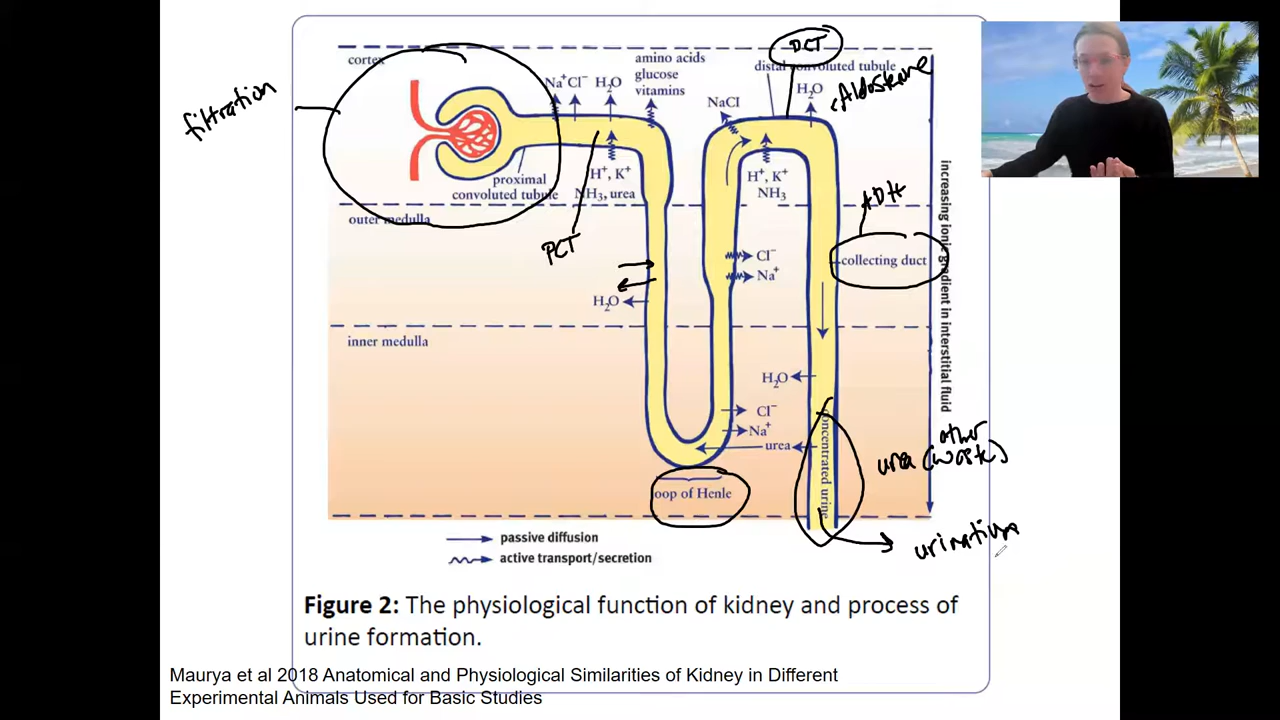 cortex
filtration
Na⁺Cl⁻
H₂O
amino acids
glucose
vitamins
NaCl
DCT
distal convoluted tubule
H₂O
Aldosterone
proximal
convoluted tubule
H⁺, K⁺
NH₃, urea
H⁺, K⁺
NH₃
ADH
outer medulla
PCT
collecting duct
increasing ionic gradient in interstitial fluid
Cl⁻
Na⁺
H₂O
inner medulla
H₂O
Cl⁻
Na⁺
urea
concentrated urine
other
urea (waste)
oop of Henle
passive diffusion
active transport/secretion
Figure 2: The physiological function of kidney and process of
urine formation.
Maurya et al 2018 Anatomical and Physiological Similarities of Kidney in Different
Experimental Animals Used for Basic Studies